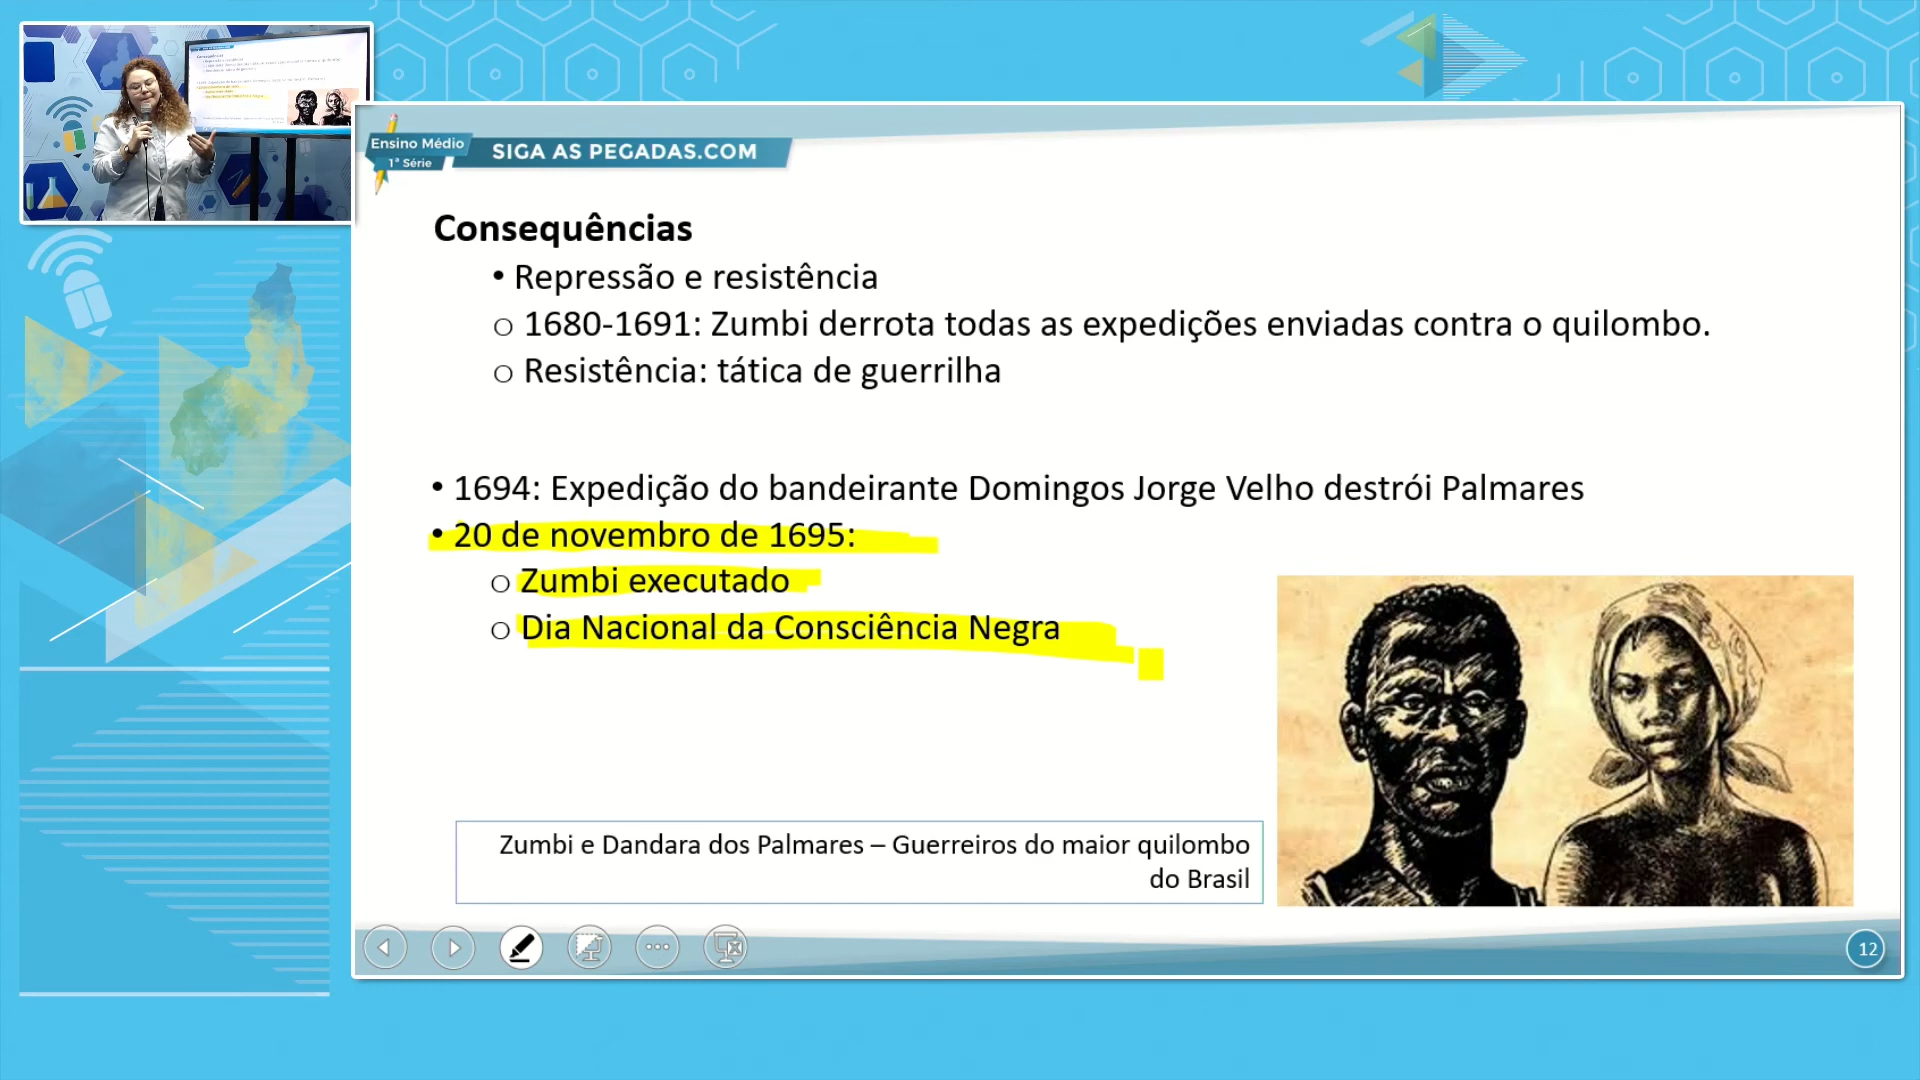 Ensino Médio
1ª Série
SIGA AS PEGADAS.COM
Consequências
• Repressão e resistência
o 1680-1691: Zumbi derrota todas as expedições enviadas contra o quilombo.
o Resistência: tática de guerrilha
• 1694: Expedição do bandeirante Domingos Jorge Velho destrói Palmares
• 20 de novembro de 1695:
o Zumbi executado
o Dia Nacional da Consciência Negra
Zumbi e Dandara dos Palmares – Guerreiros do maior quilombo
do Brasil
12